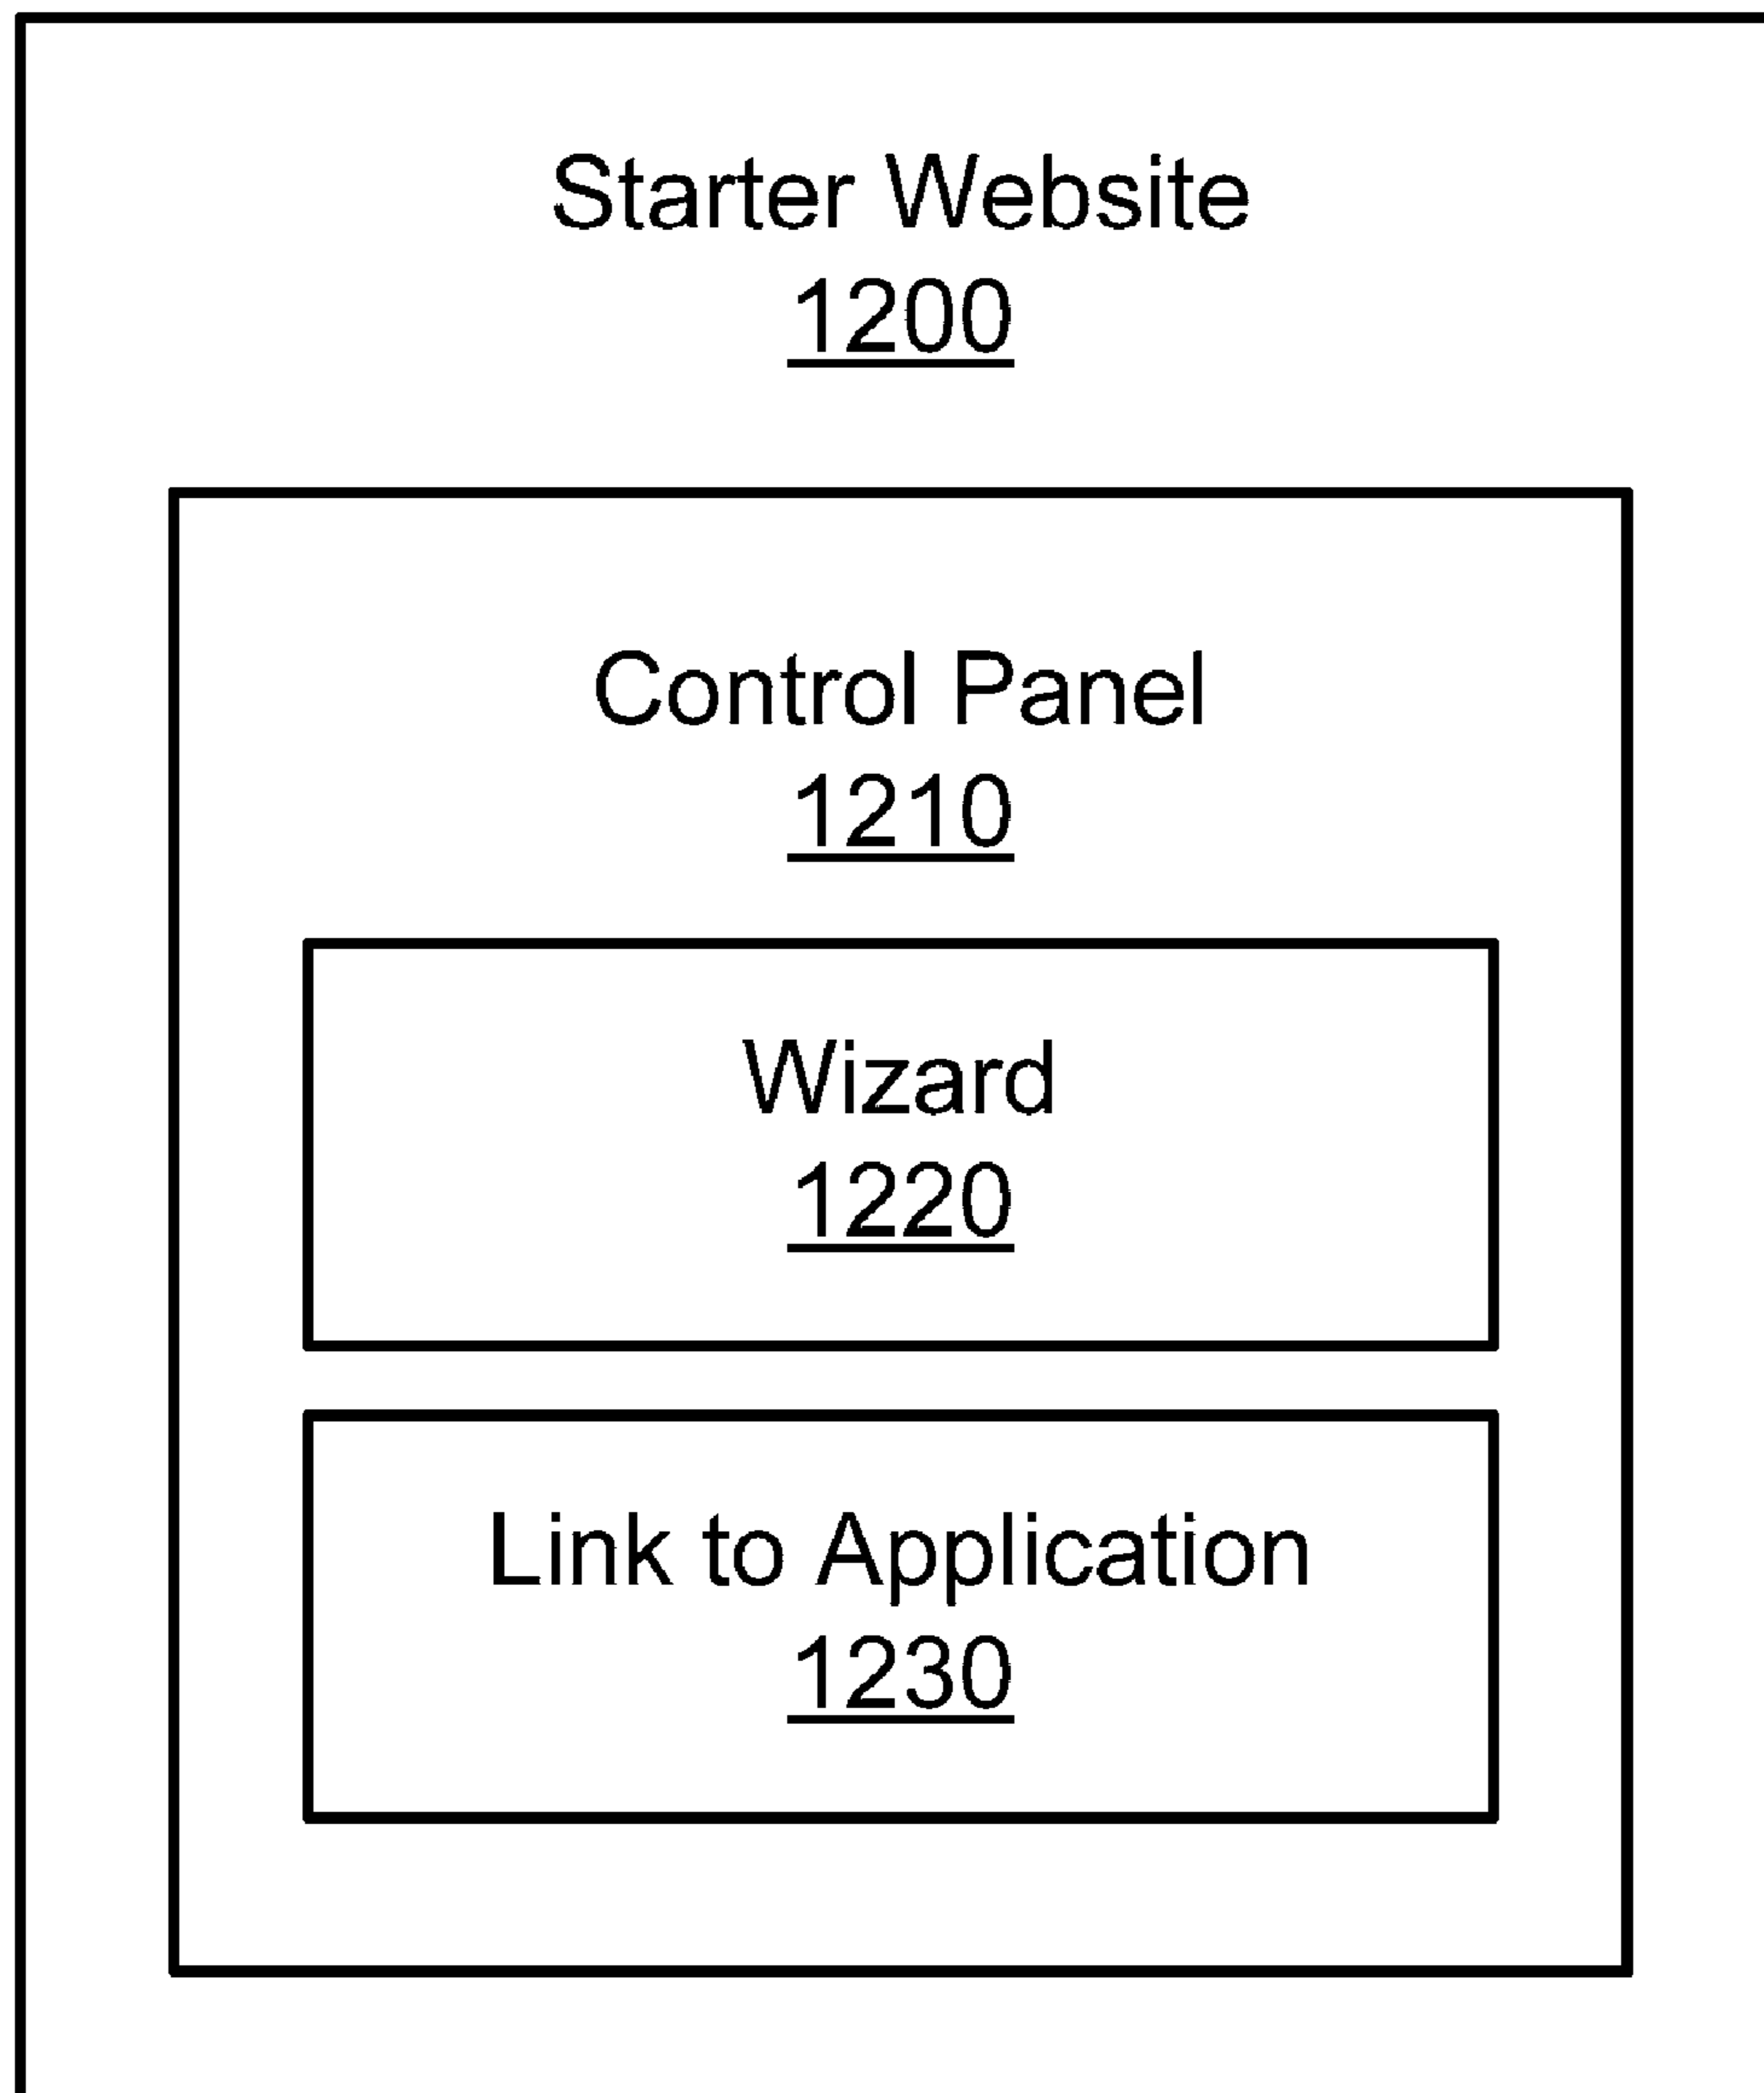 Starter Website
1200
Control Panel
1210
Wizard
1220
Link to Application
1230